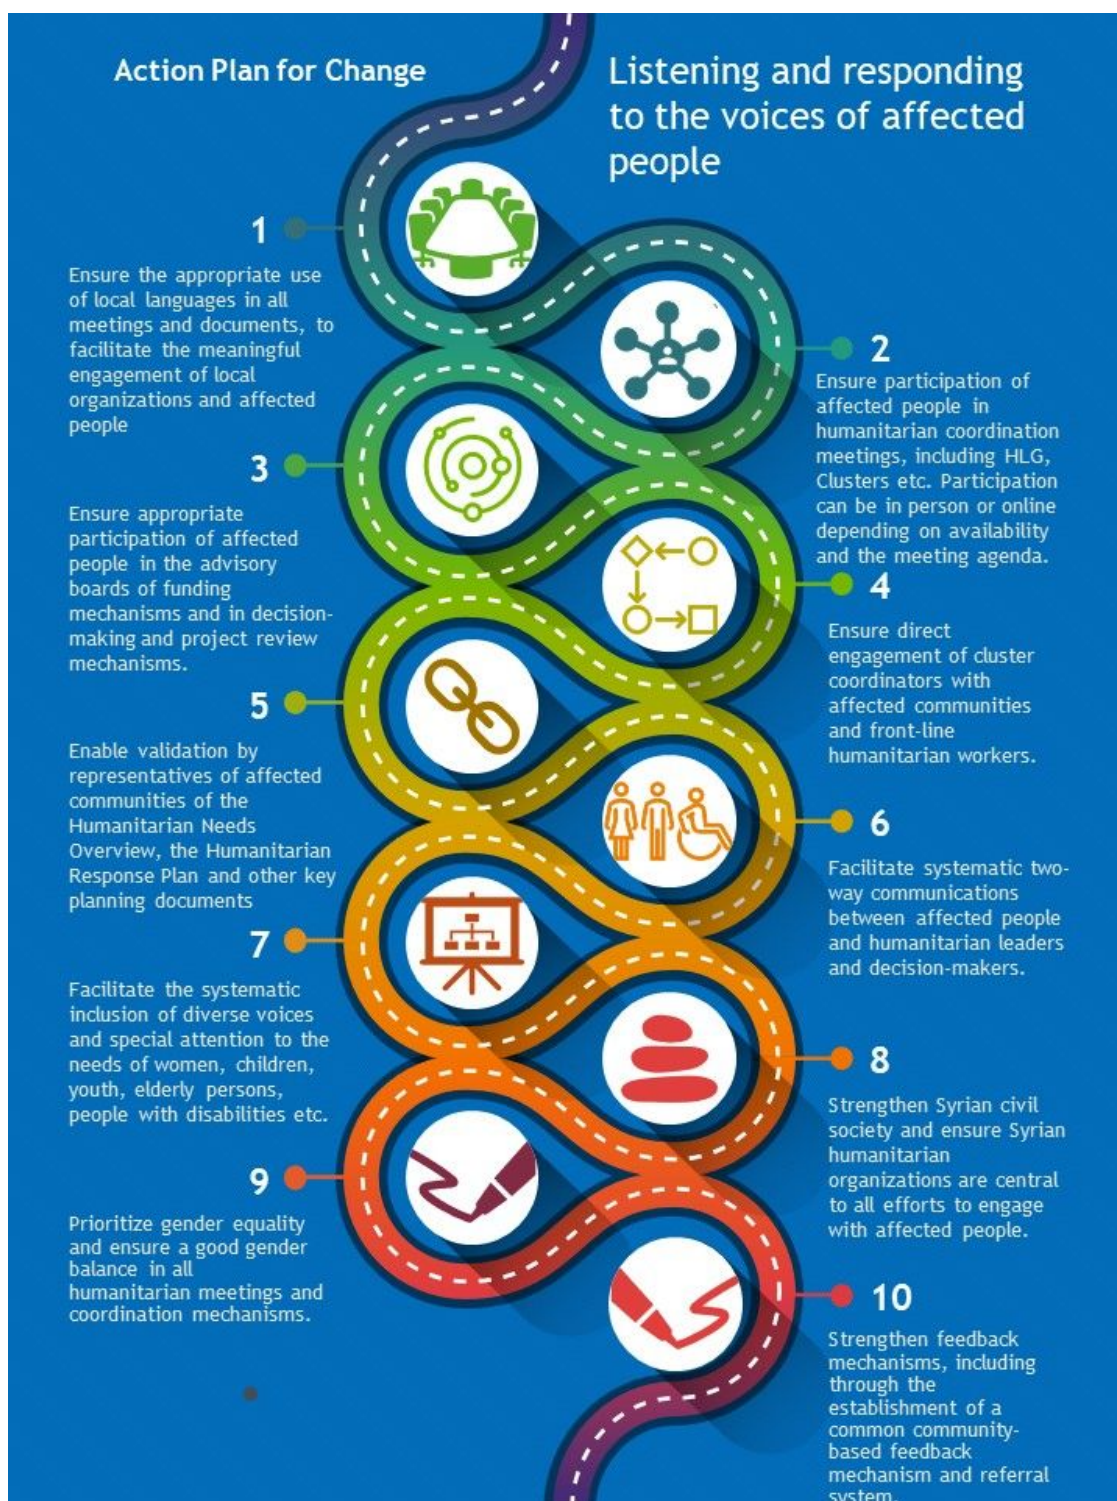 Action Plan for Change
Listening and responding
to the voices of affected
people
1
Ensure the appropriate use
of local languages in all
meetings and documents, to
facilitate the meaningful
engagement of local
organizations and affected
people
2
Ensure participation of
affected people in
humanitarian coordination
meetings, including HLG,
Clusters etc. Participation
can be in person or online
depending on availability
and the meeting agenda.
3
Ensure appropriate
participation of affected
people in the advisory
boards of funding
mechanisms and in decision-
making and project review
mechanisms.
4
Ensure direct
engagement of cluster
coordinators with
affected communities
and front-line
humanitarian workers.
5
Enable validation by
representatives of affected
communities of the
Humanitarian Needs
Overview, the Humanitarian
Response Plan and other key
planning documents
6
Facilitate systematic two-
way communications
between affected people
and humanitarian leaders
and decision-makers.
7
Facilitate the systematic
inclusion of diverse voices
and special attention to the
needs of women, children,
youth, elderly persons,
people with disabilities etc.
8
Strengthen Syrian civil
society and ensure Syrian
humanitarian
organizations are central
to all efforts to engage
with affected people.
9
Prioritize gender equality
and ensure a good gender
balance in all
humanitarian meetings and
coordination mechanisms.
10
Strengthen feedback
mechanisms, including
through the
establishment of a
common community-
based feedback
mechanism and referral
system.